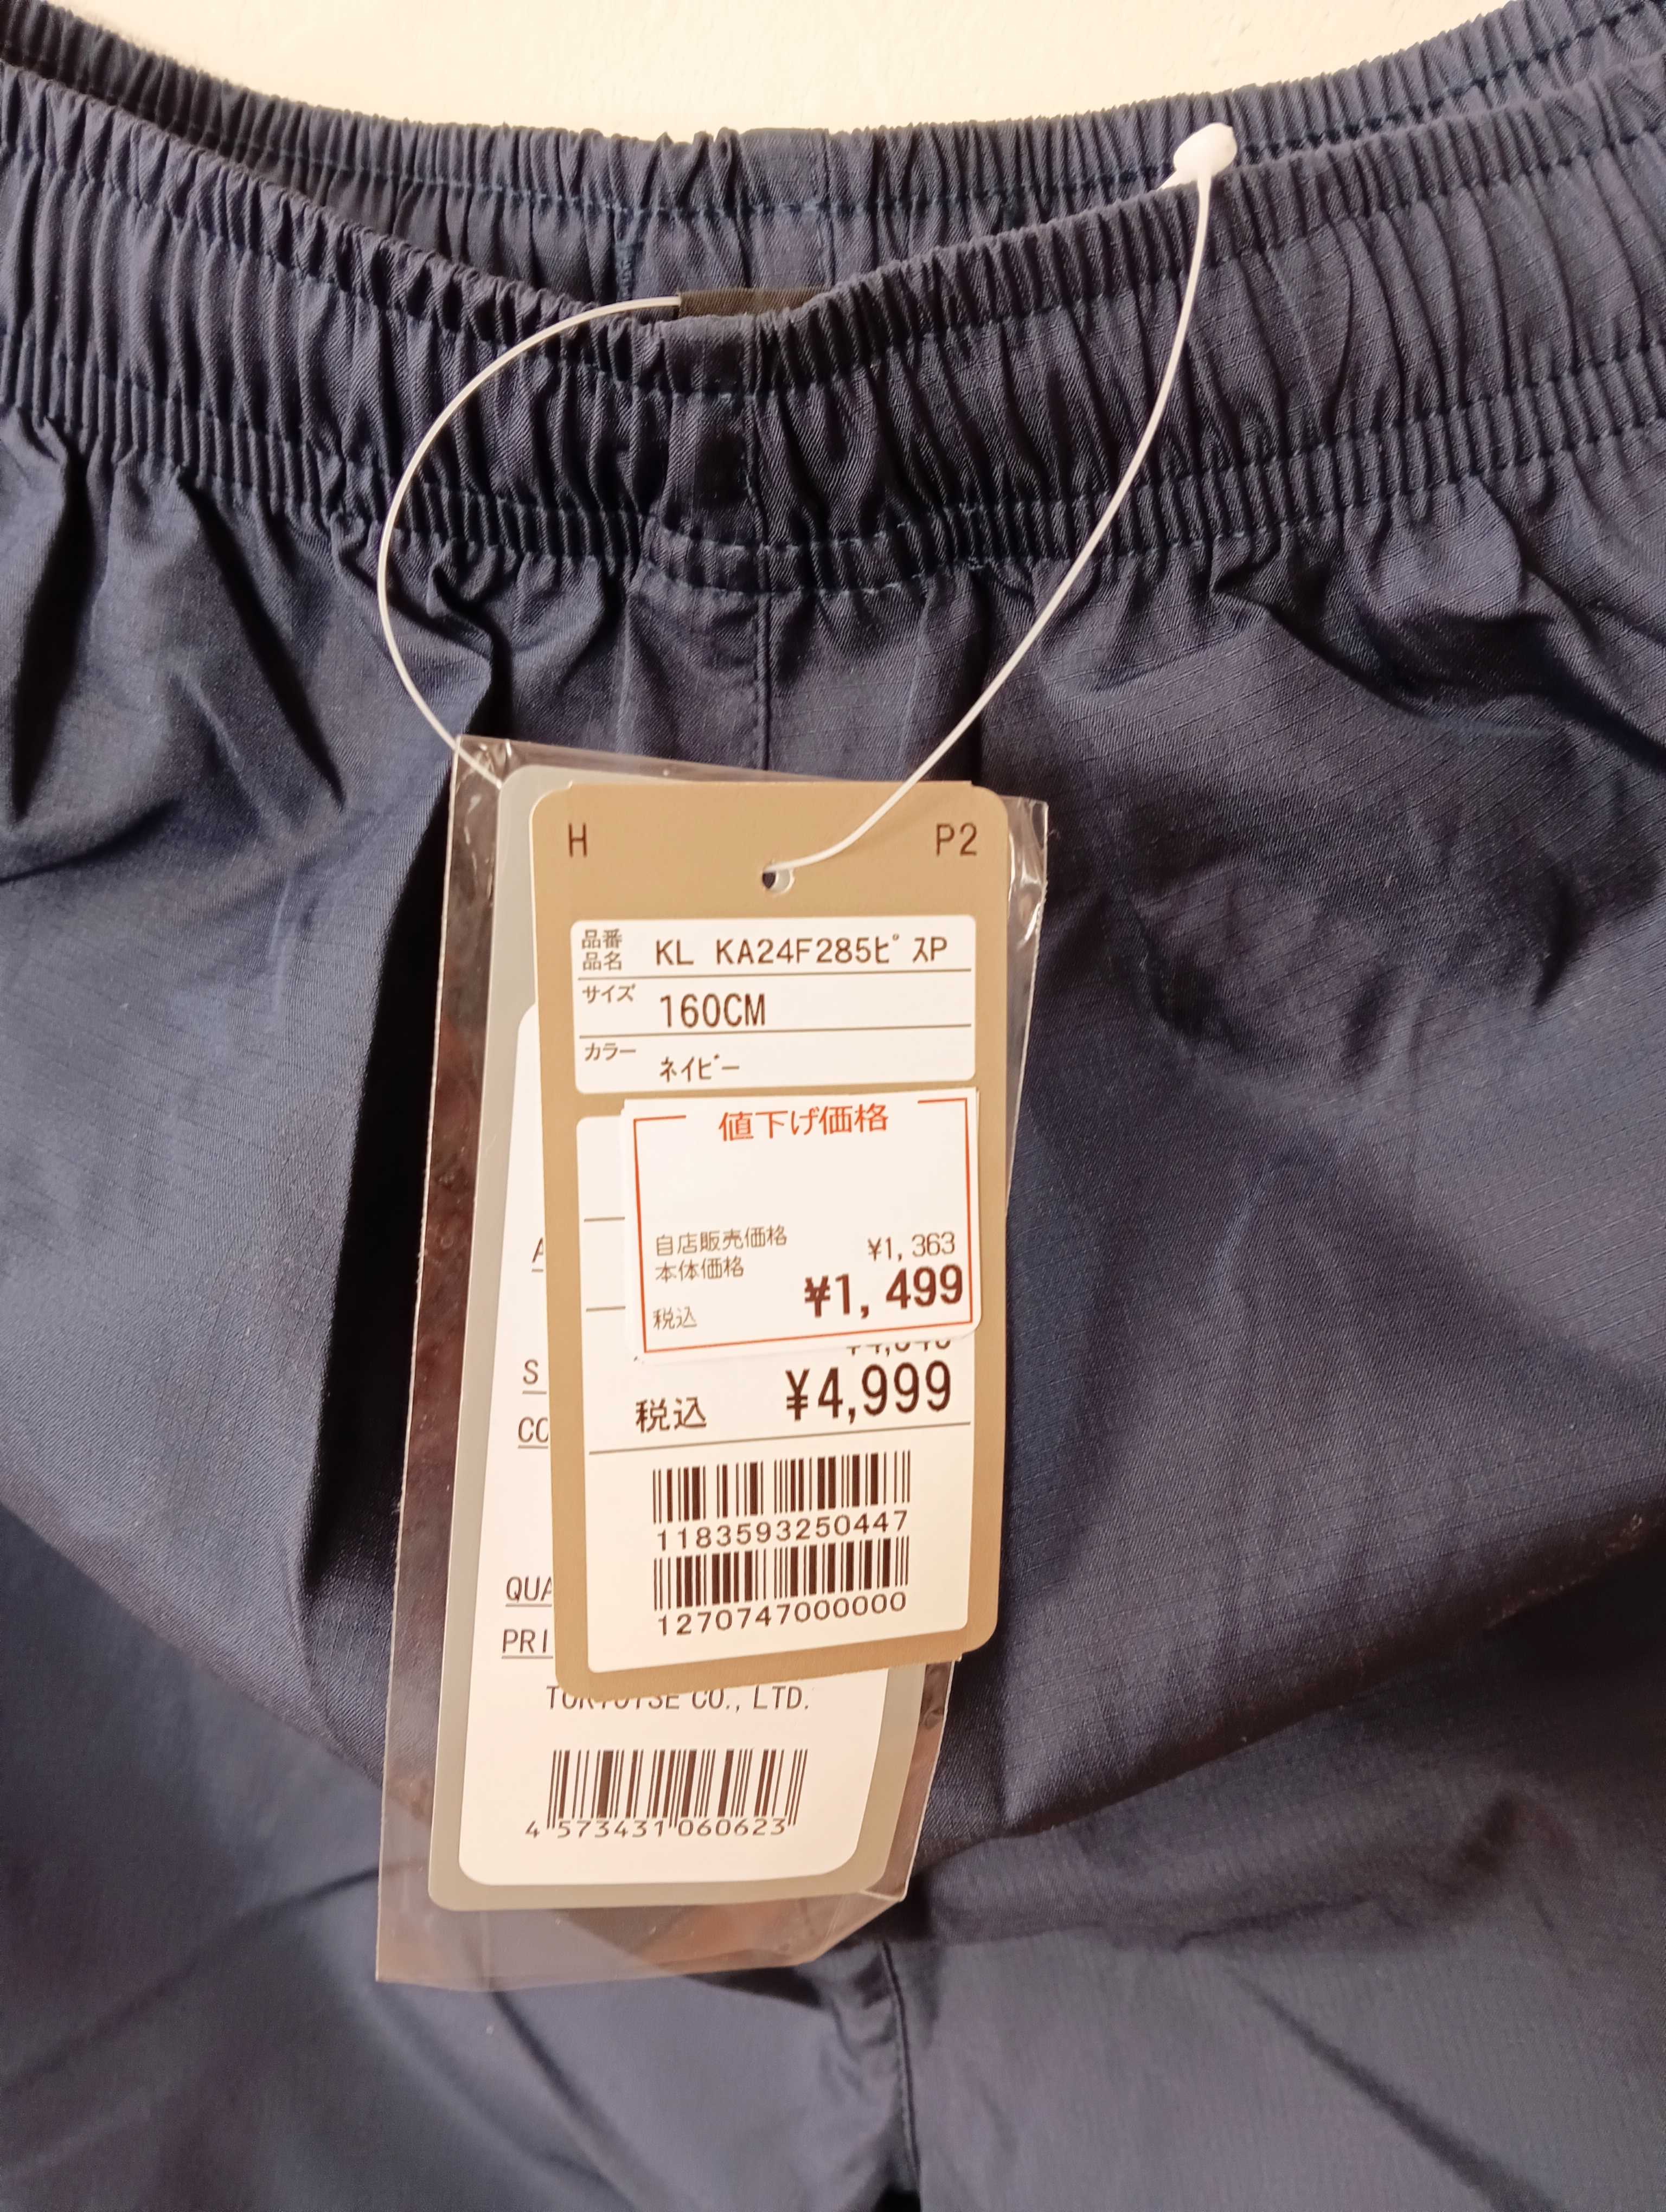 H P2
品番
品名 KL KA24F285ピスP
サイズ 160CM
カラー ネイビー
値下げ価格
自店販売価格
本体価格 ¥1,363
税込 ¥1,499
税込 ¥4,999
1183593250447
1270747000000
CO., LTD.
4 573431 060623